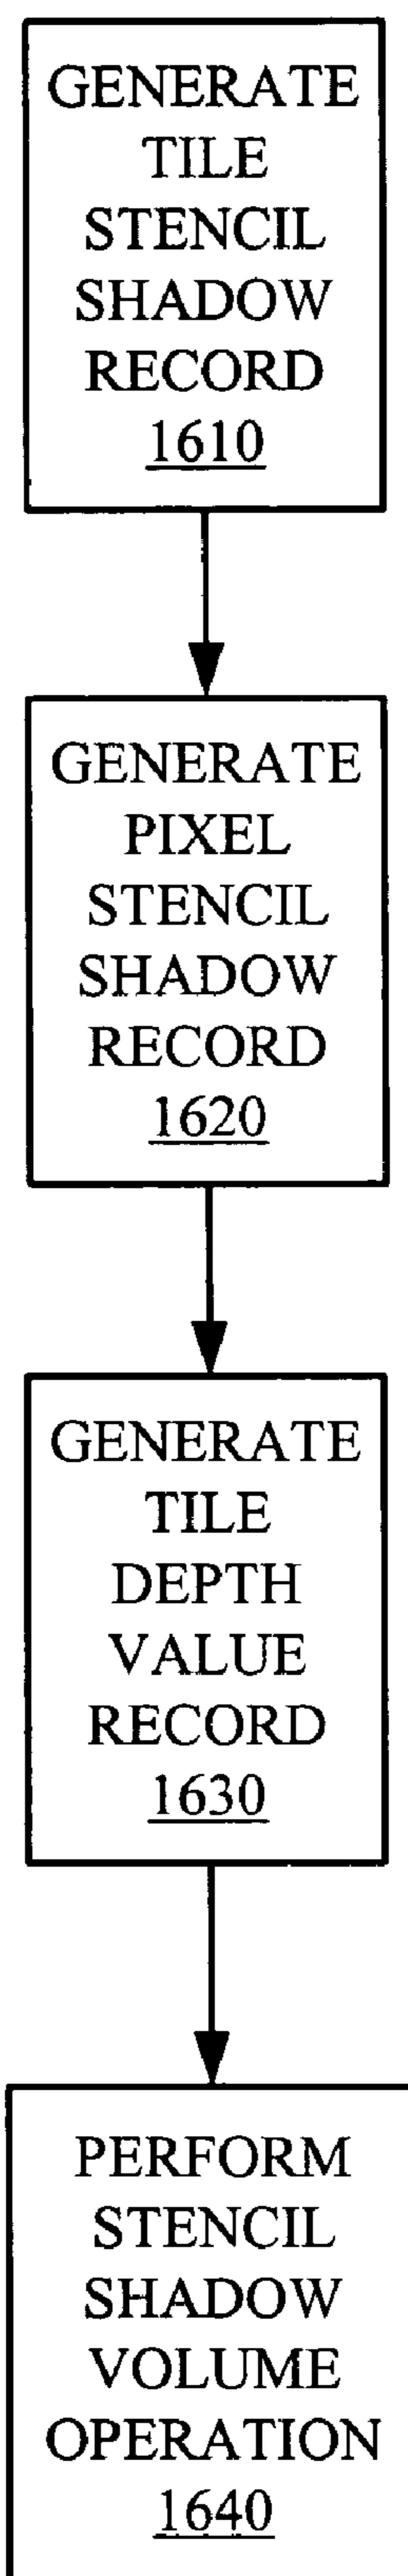 GENERATE
TILE
STENCIL
SHADOW
RECORD
1610
GENERATE
PIXEL
STENCIL
SHADOW
RECORD
1620
GENERATE
TILE
DEPTH
VALUE
RECORD
1630
PERFORM
STENCIL
SHADOW
VOLUME
OPERATION
1640